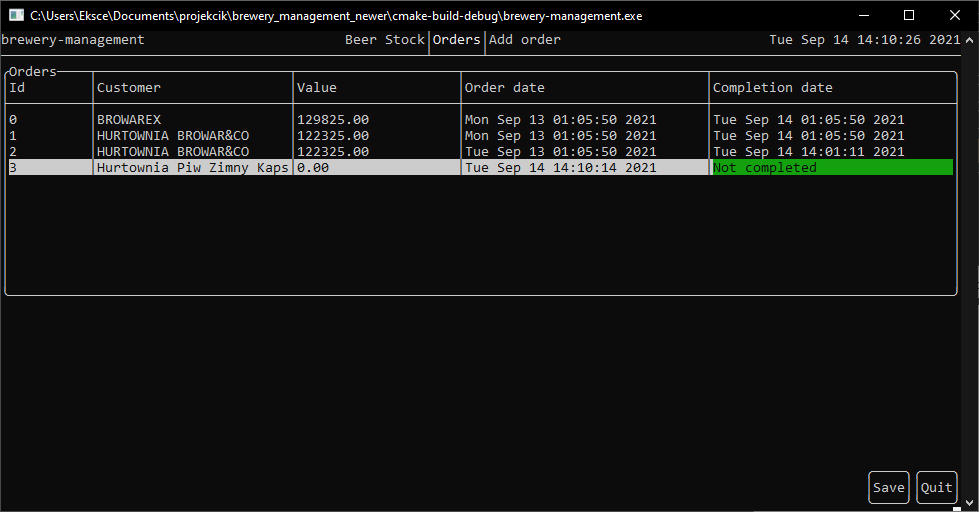 C:\Users\Eksce\Documents\projekcik\brewery_management_newer\cmake-build-debug\brewery-management.exe
brewery-management Beer Stock Orders Add order Tue Sep 14 14:10:26 2021
Orders
Id Customer Value Order date Completion date
0 BROWAREX 129825.00 Mon Sep 13 01:05:50 2021 Tue Sep 14 01:05:50 2021
1 HURTOWNIA BROWAR&CO 122325.00 Mon Sep 13 01:05:50 2021 Tue Sep 14 01:05:50 2021
2 HURTOWNIA BROWAR&CO 122325.00 Tue Sep 13 01:05:50 2021 Tue Sep 14 14:01:11 2021
3 Hurtownia Piw Zimny Kaps 0.00 Tue Sep 14 14:10:14 2021 Not completed
Save Quit